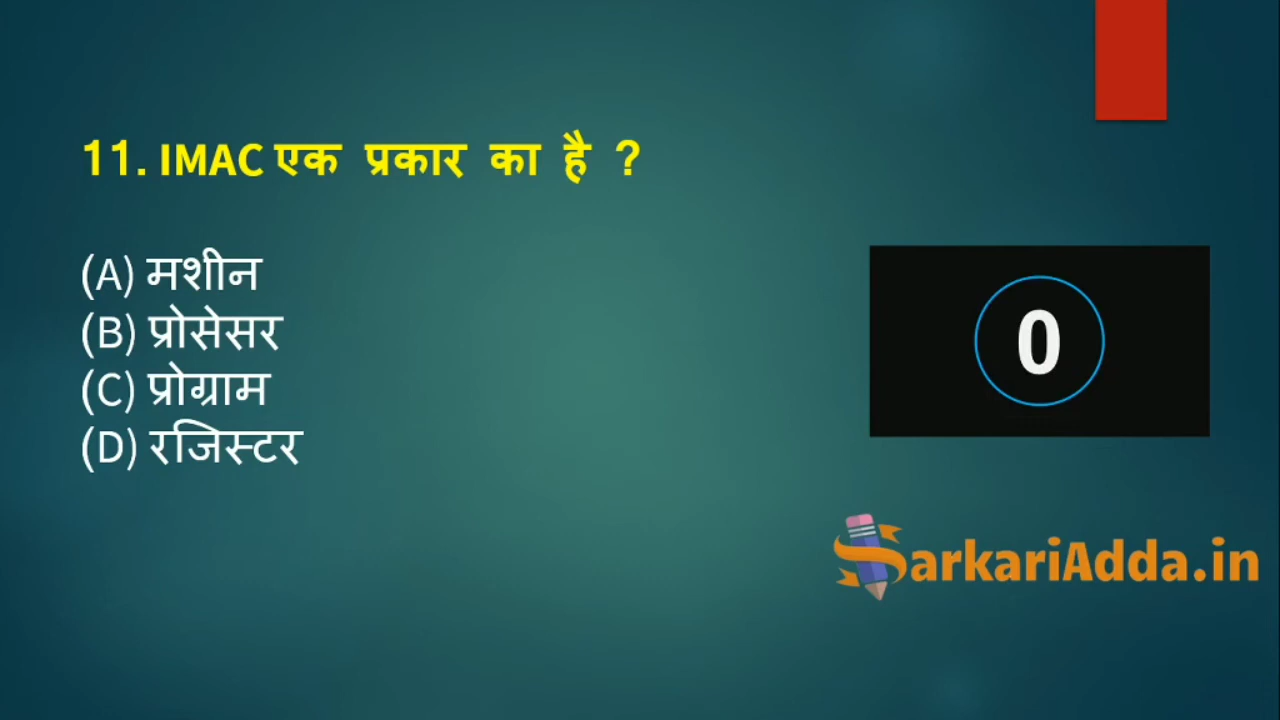 11. IMAC एक प्रकार का है ?
(A) मशीन
(B) प्रोसेसर
(C) प्रोग्राम
(D) रजिस्टर
0
SarkariAdda.in